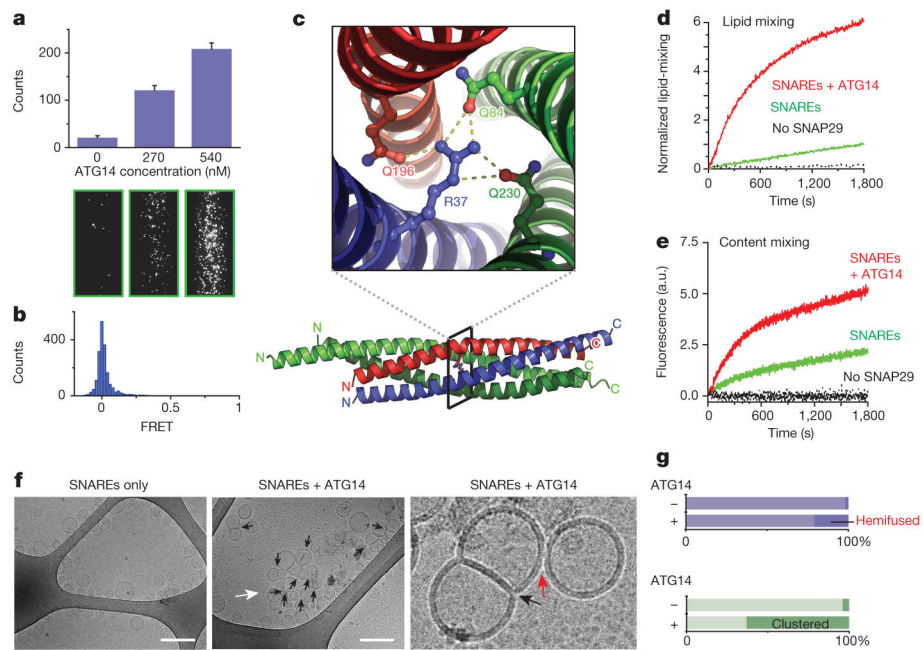 a
Counts
200
100
0
0 270 540
ATG14 concentration (nM)
b
Counts
400
0
0 0.5 1
FRET
c
Q84
Q196
R37
Q230
N
N
N
N
C
C
C
C
d
Lipid mixing
Normalized lipid-mixing
6
4
2
0
SNAREs + ATG14
SNAREs
No SNAP29
0 600 1,200 1,800
Time (s)
e
Content mixing
Fluorescence (a.u.)
7.5
5.0
2.5
0
SNAREs
+ ATG14
SNAREs
No SNAP29
0 600 1,200 1,800
Time (s)
f
SNAREs only
SNAREs + ATG14
SNAREs + ATG14
g
ATG14
–
+
Hemifused
0 100%
ATG14
–
+
Clustered
0 100%